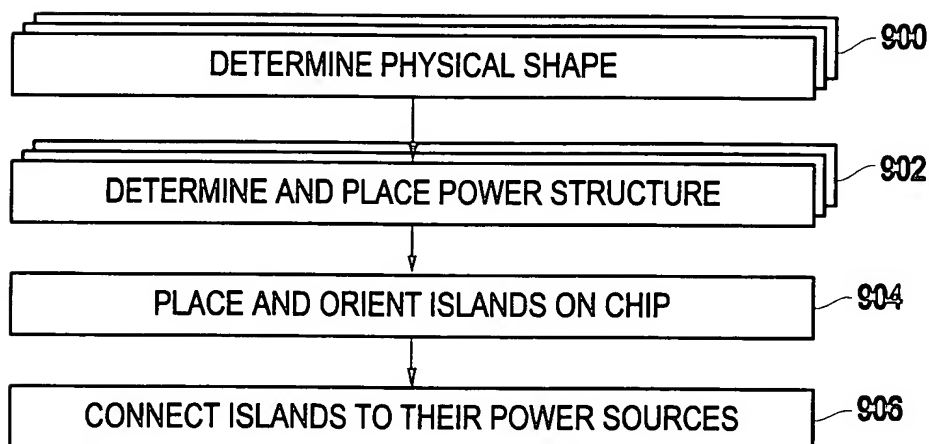 DETERMINE PHYSICAL SHAPE
900
DETERMINE AND PLACE POWER STRUCTURE
902
PLACE AND ORIENT ISLANDS ON CHIP
904
CONNECT ISLANDS TO THEIR POWER SOURCES
906